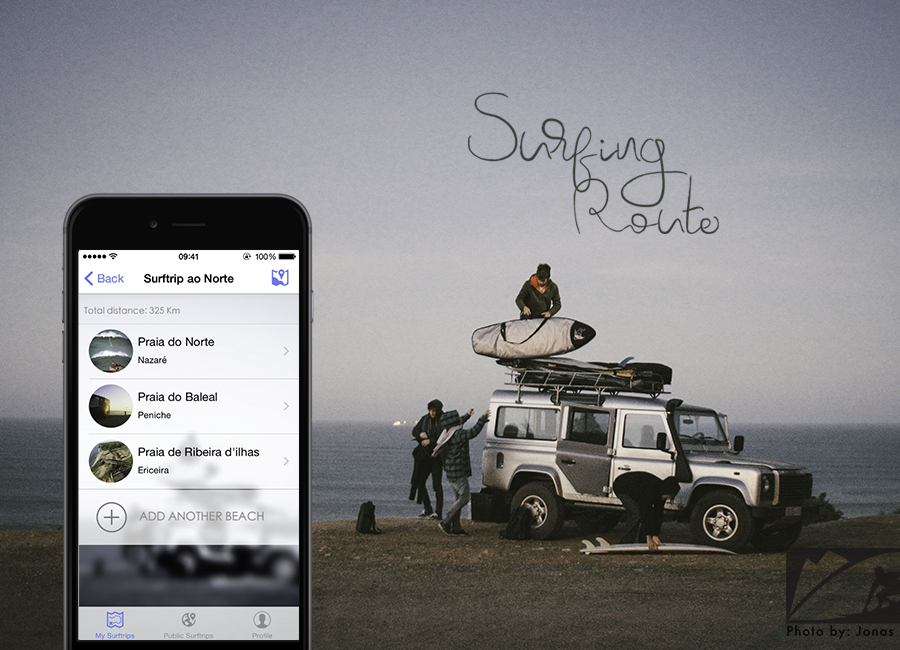 Surfing
Route
09:41
100%
Back
Surftrip ao Norte
Total distance: 325 Km
Praia do Norte
Nazaré
Praia do Baleal
Peniche
Praia de Ribeira d'ilhas
Ericeira
ADD ANOTHER BEACH
My Surftrips
Public Surftrips
Profile
Photo by: Jonas